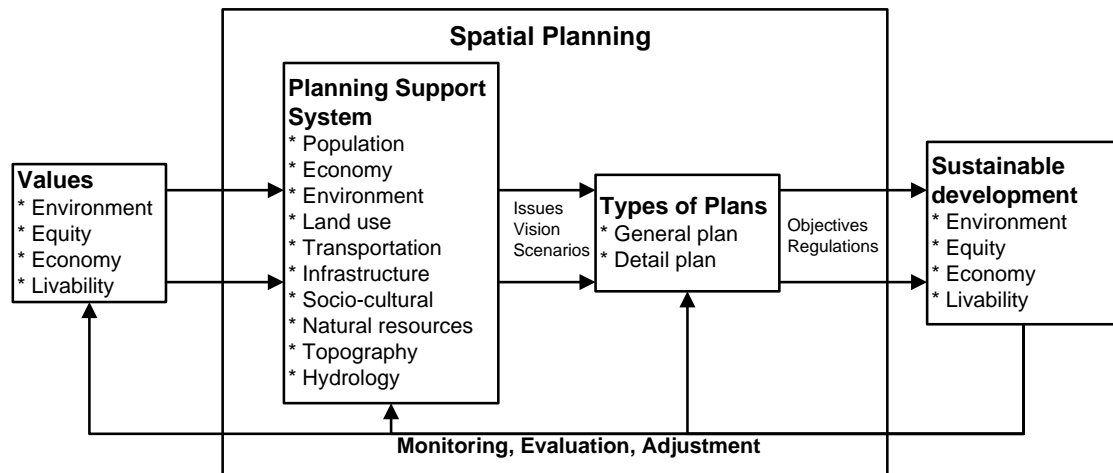 Spatial Planning
Values
* Environment
* Equity
* Economy
* Livability
Planning Support
System
* Population
* Economy
* Environment
* Land use
* Transportation
* Infrastructure
* Socio-cultural
* Natural resources
* Topography
* Hydrology
Issues
Vision
Scenarios
Types of Plans
* General plan
* Detail plan
Objectives
Regulations
Sustainable
development
* Environment
* Equity
* Economy
* Livability
Monitoring, Evaluation, Adjustment